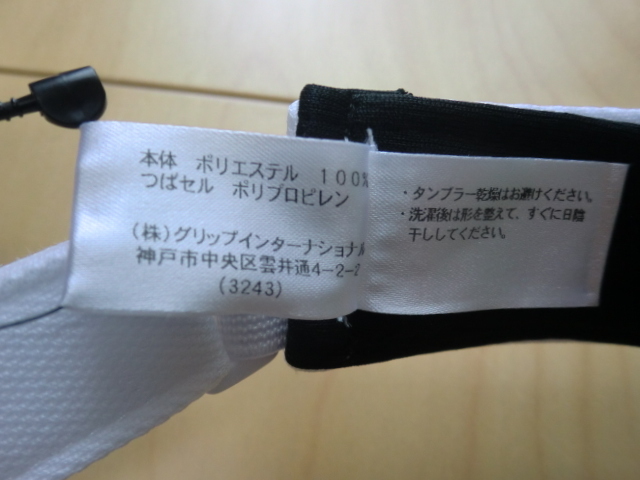 本体 ポリエステル 100%
つばセル ポリプロピレン
(株)グリップインターナショナル
神戸市中央区雲井通4-2-2
(3243)
・タンブラー乾燥はお避けください。
・洗濯後は形を整えて、すぐに日陰
干ししてください。